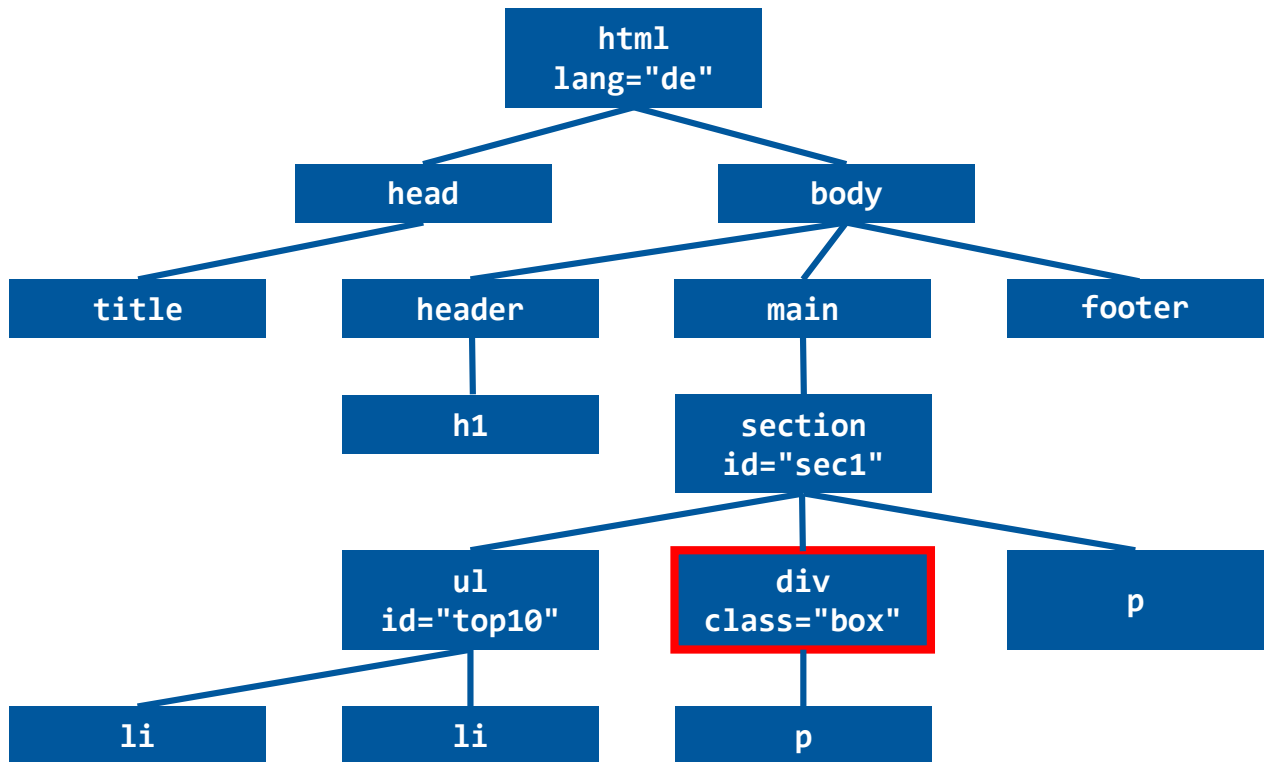 html
lang="de"
head
body
title
header
main
footer
h1
section
id="sec1"
ul
id="top10"
div
class="box"
p
li
li
p